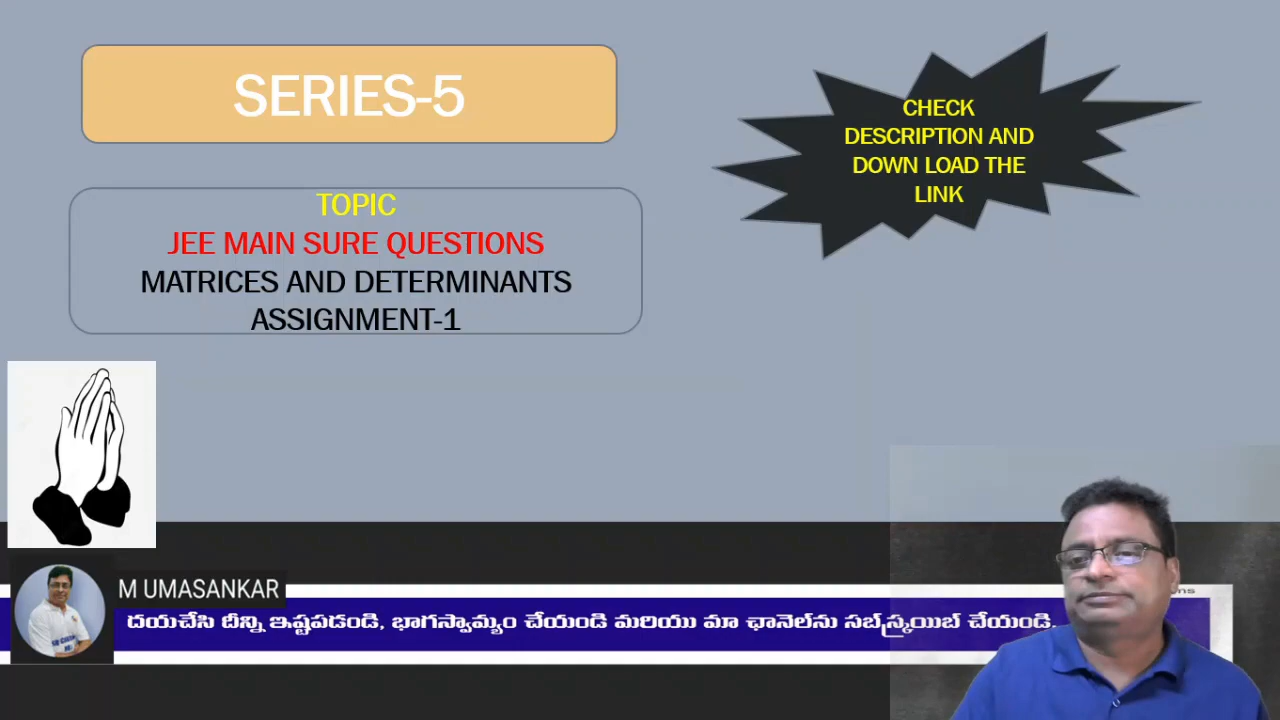 SERIES-5
CHECK
DESCRIPTION AND
DOWN LOAD THE
LINK
TOPIC
JEE MAIN SURE QUESTIONS
MATRICES AND DETERMINANTS
ASSIGNMENT-1
M UMASANKAR
దయచేసి దీన్ని ఇష్టపడండి, భాగస్వామ్యం చేయండి మరియు మా ఛానెల్‌ను సబ్‌స్క్రయిబ్ చేయండి.